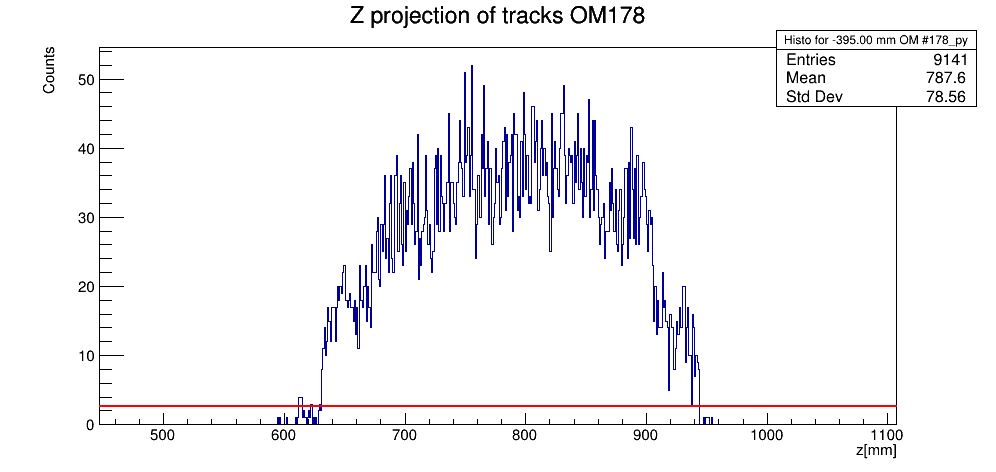 Z projection of tracks OM178
Histo for -395.00 mm OM #178_py
Entries 9141
Mean 787.6
Std Dev 78.56
Counts
50
40
30
20
10
0
500 600 700 800 900 1000 1100
z[mm]